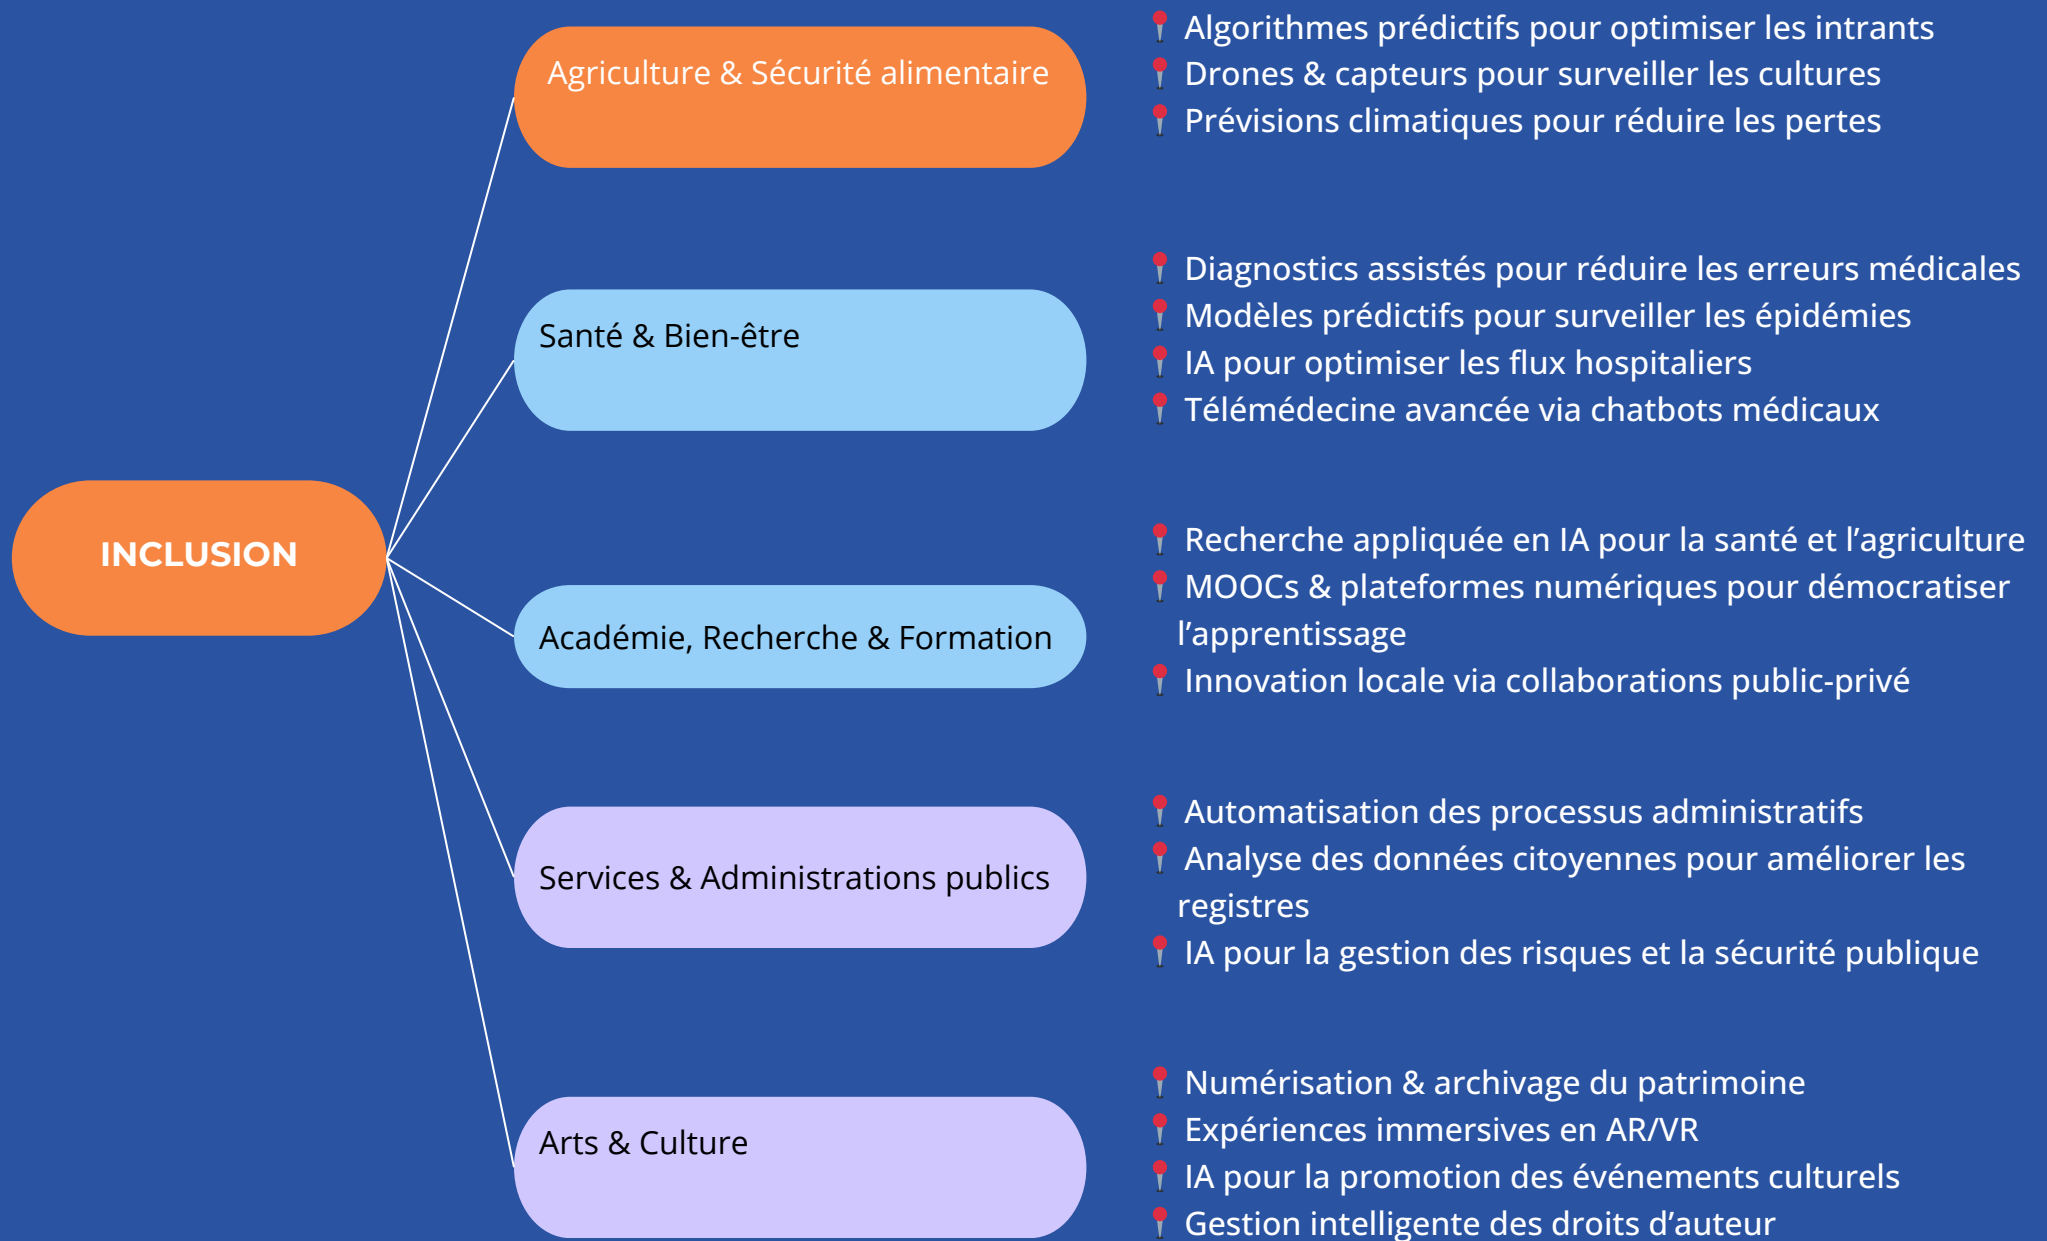 INCLUSION
Agriculture & Sécurité alimentaire
📍 Algorithmes prédictifs pour optimiser les intrants
📍 Drones & capteurs pour surveiller les cultures
📍 Prévisions climatiques pour réduire les pertes
Santé & Bien-être
📍 Diagnostics assistés pour réduire les erreurs médicales
📍 Modèles prédictifs pour surveiller les épidémies
📍 IA pour optimiser les flux hospitaliers
📍 Télémédecine avancée via chatbots médicaux
Académie, Recherche & Formation
📍 Recherche appliquée en IA pour la santé et l’agriculture
📍 MOOCs & plateformes numériques pour démocratiser
l’apprentissage
📍 Innovation locale via collaborations public-privé
Services & Administrations publics
📍 Automatisation des processus administratifs
📍 Analyse des données citoyennes pour améliorer les
registres
📍 IA pour la gestion des risques et la sécurité publique
Arts & Culture
📍 Numérisation & archivage du patrimoine
📍 Expériences immersives en AR/VR
📍 IA pour la promotion des événements culturels
📍 Gestion intelligente des droits d’auteur